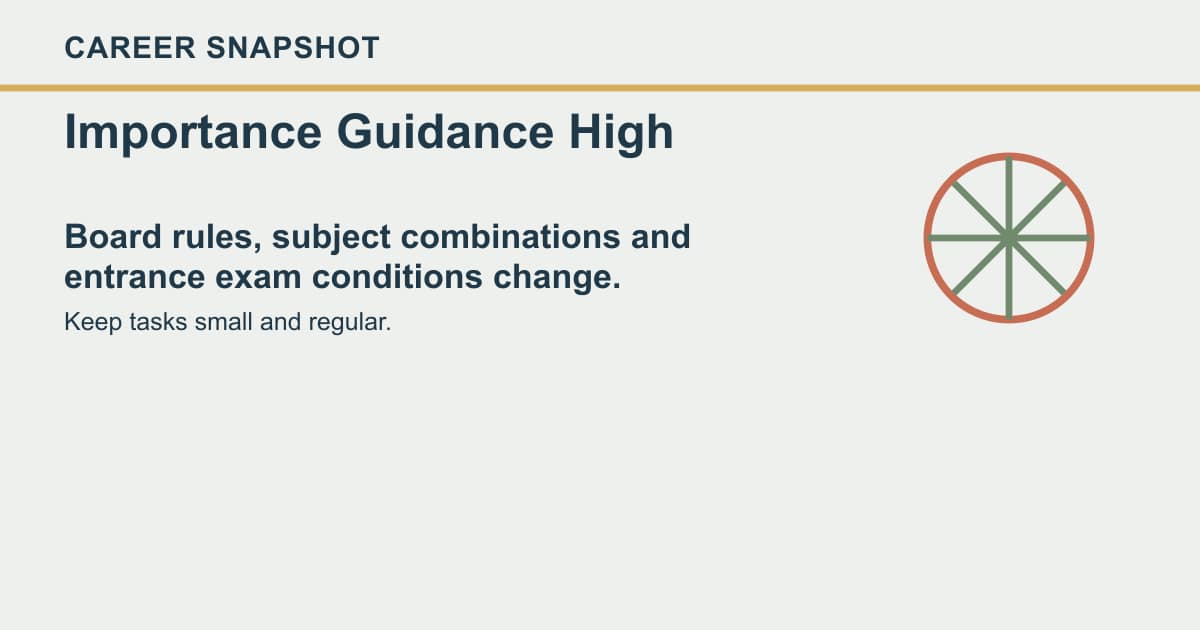 CAREER SNAPSHOT
Importance Guidance High
Board rules, subject combinations and
entrance exam conditions change.
Keep tasks small and regular.